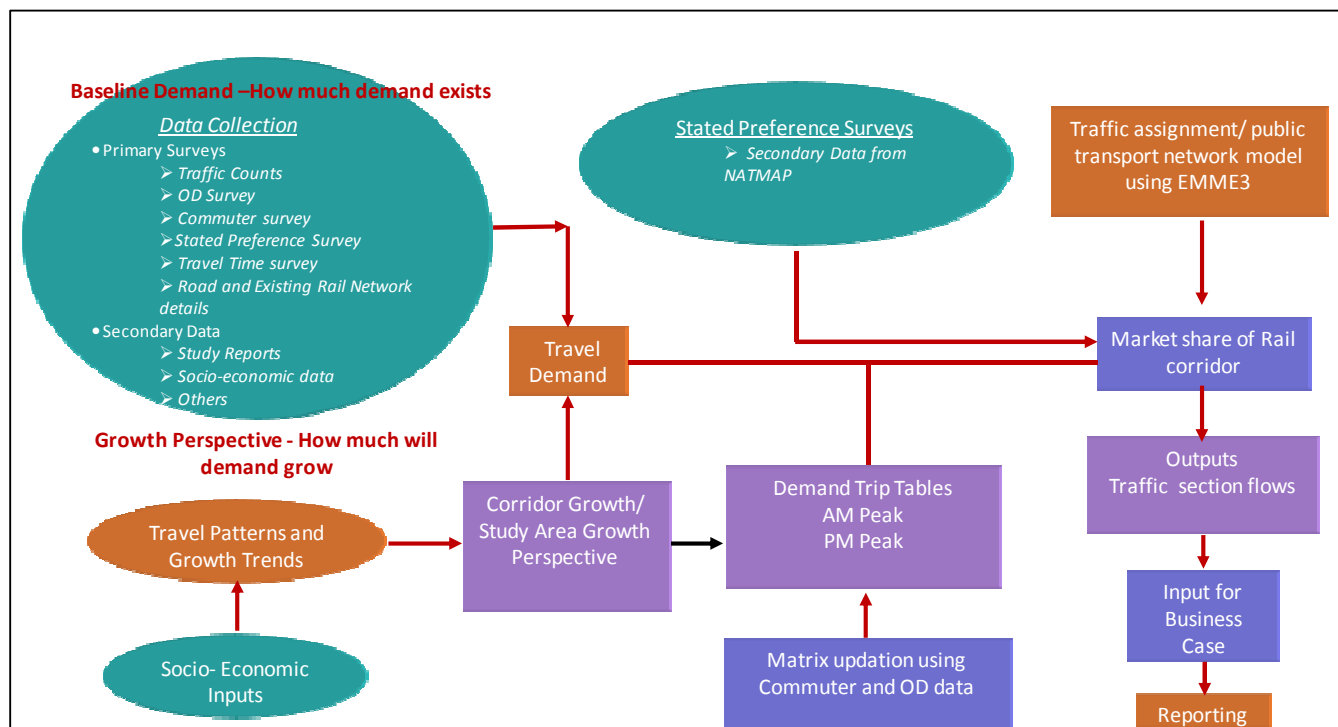 Baseline Demand –How much demand exists
Data Collection
•Primary Surveys
➢ Traffic Counts
➢ OD Survey
➢ Commuter survey
➢Stated Preference Survey
➢ Travel Time survey
➢ Road and Existing Rail Network
details
•Secondary Data
➢ Study Reports
➢ Socio-economic data
➢ Others
Stated Preference Surveys
➢ Secondary Data from
NATMAP
Traffic assignment/ public
transport network model
using EMME3
Travel
Demand
Market share of Rail
corridor
Growth Perspective - How much will
demand grow
Travel Patterns and
Growth Trends
Corridor Growth/
Study Area Growth
Perspective
Demand Trip Tables
AM Peak
PM Peak
Outputs
Traffic section flows
Socio- Economic
Inputs
Matrix updation using
Commuter and OD data
Input for
Business
Case
Reporting